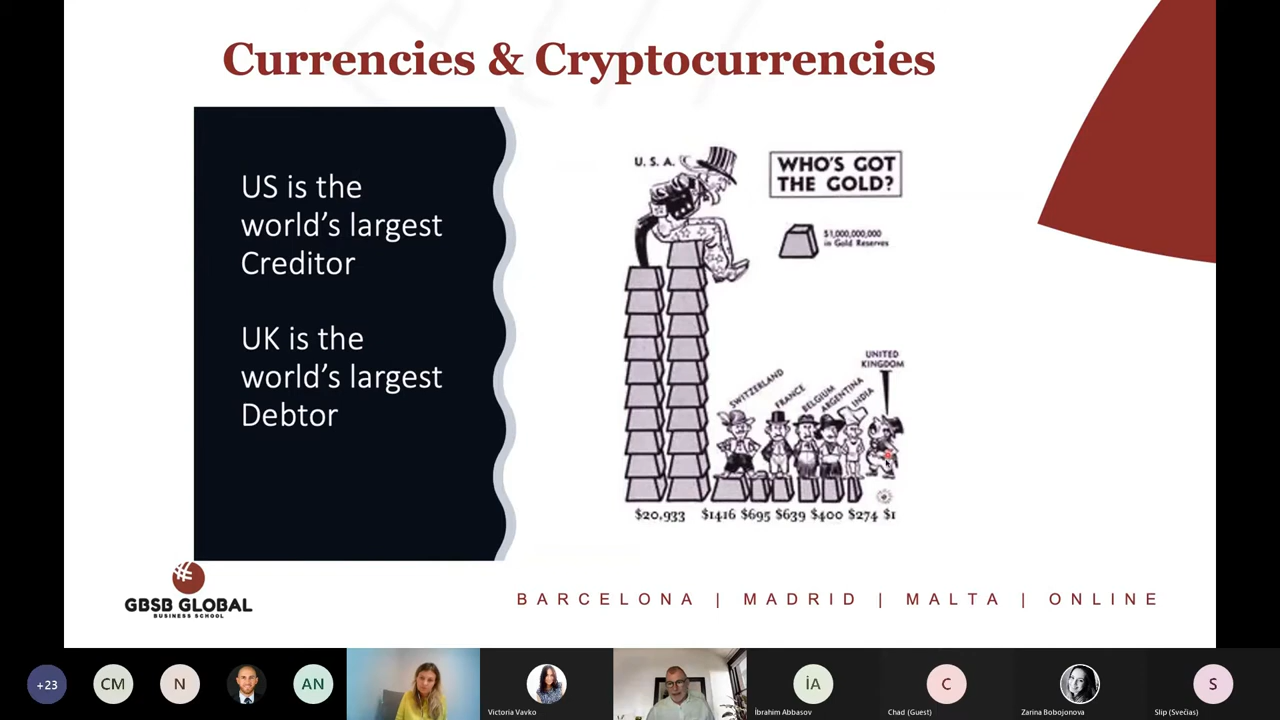 Currencies & Cryptocurrencies
US is the
world's largest
Creditor
UK is the
world's largest
Debtor
U. S. A.
WHO'S GOT
THE GOLD?
$1,000,000,000
in Gold Reserves
UNITED
KINGDOM
SWITZERLAND
FRANCE
BELGIUM
ARGENTINA
INDIA
$20,933 $1416 $695 $639 $400 $274 $1
GBSB GLOBAL
BUSINESS SCHOOL
BARCELONA | MADRID | MALTA | ONLINE
+23
CM
N
AN
Victoria Vavko
İA
İbrahim Abbasov
C
Chad (Guest)
Zarina Bobojonova
S
Slip (Svečias)